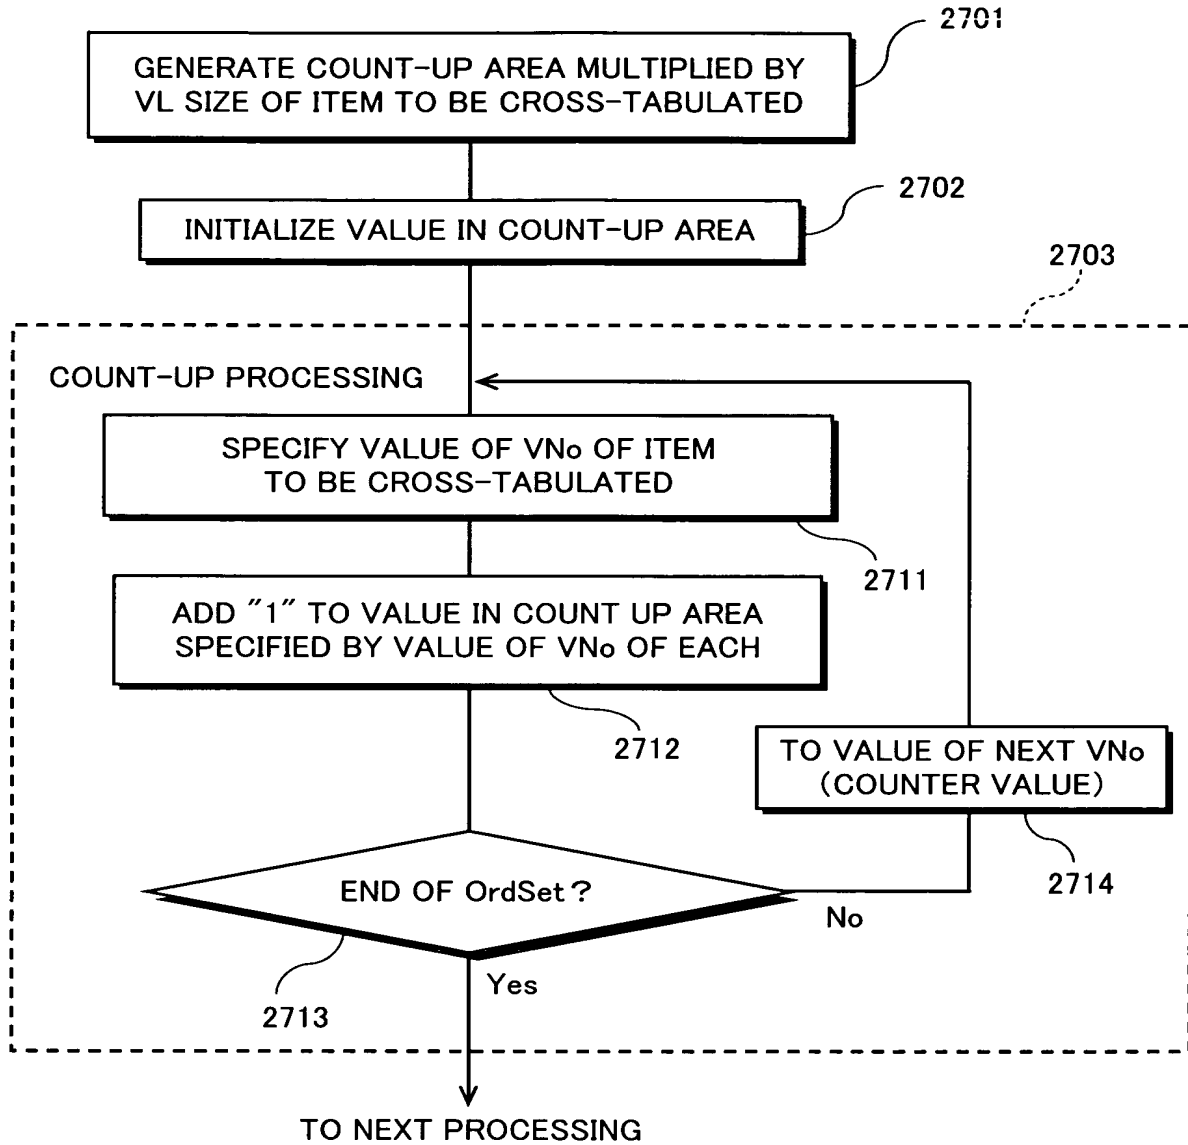 2701
GENERATE COUNT-UP AREA MULTIPLIED BY
VL SIZE OF ITEM TO BE CROSS-TABULATED
2702
INITIALIZE VALUE IN COUNT-UP AREA
2703
COUNT-UP PROCESSING
SPECIFY VALUE OF VNo OF ITEM
TO BE CROSS-TABULATED
2711
ADD "1" TO VALUE IN COUNT UP AREA
SPECIFIED BY VALUE OF VNo OF EACH
2712
TO VALUE OF NEXT VNo
(COUNTER VALUE)
2714
END OF OrdSet?
No
Yes
2713
TO NEXT PROCESSING